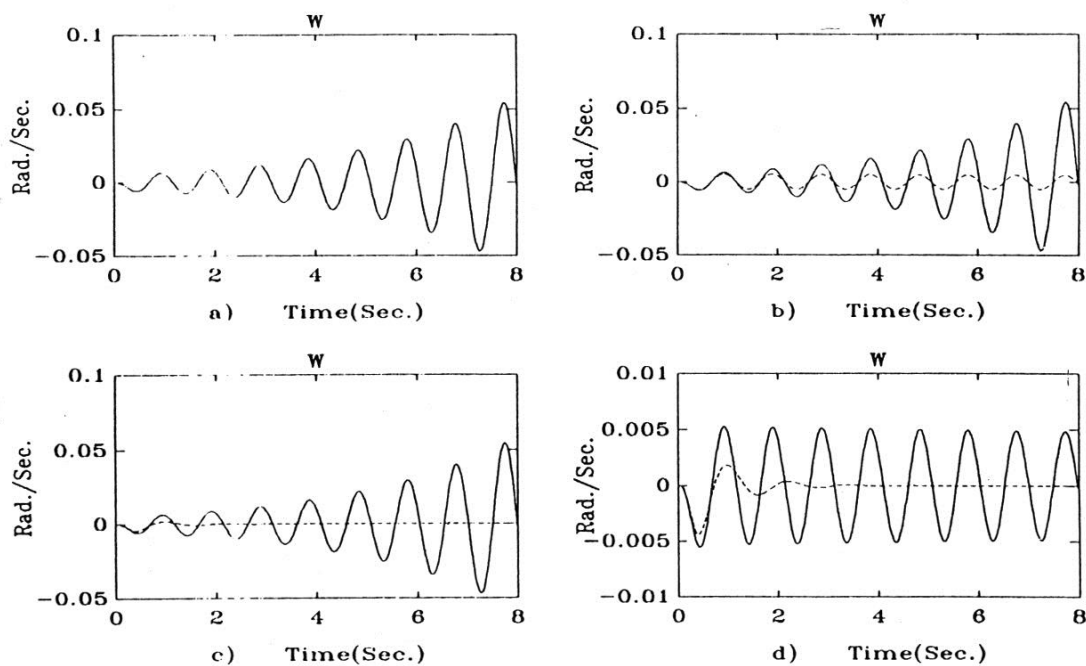 W
0.1
0.05
0
−0.05
Rad./Sec.
0 2 4 6 8
a) Time(Sec.)
W
0.1
0.05
0
−0.05
Rad./Sec.
0 2 4 6 8
b) Time(Sec.)
W
0.1
0.05
0
−0.05
Rad./Sec.
0 2 4 6 8
c) Time(Sec.)
W
0.01
0.005
0
−0.005
−0.01
Rad./Sec.
0 2 4 6 8
d) Time(Sec.)